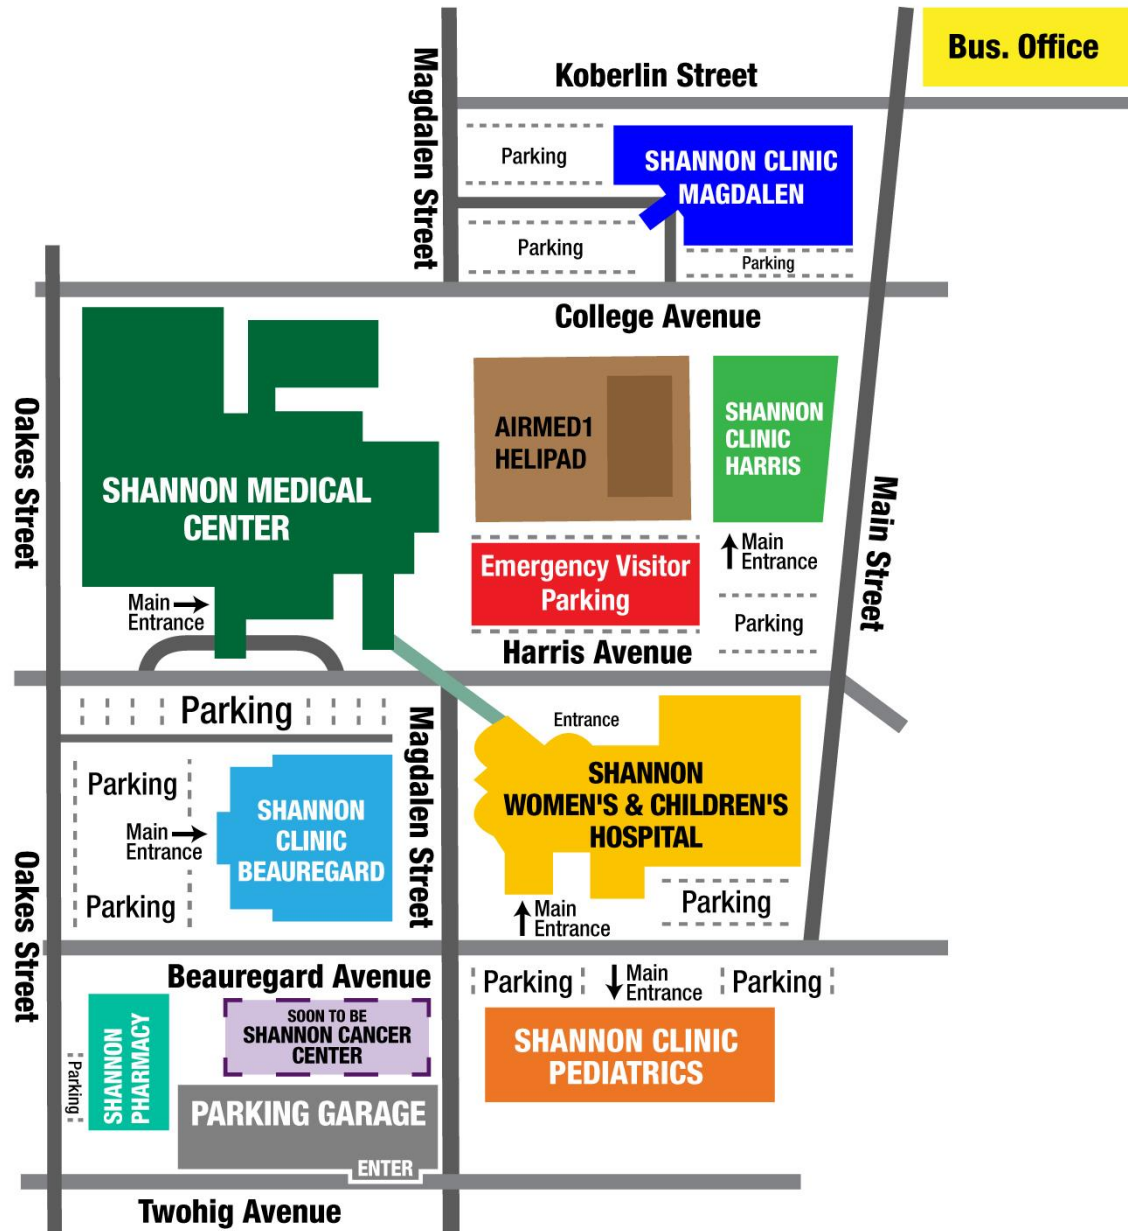 Bus. Office
Koberlin Street
Magdalen Street
Parking
SHANNON CLINIC
MAGDALEN
Parking
Parking
College Avenue
Oakes Street
SHANNON MEDICAL
CENTER
AIRMED1
HELIPAD
SHANNON
CLINIC
HARRIS
Main Street
Main
Entrance
Emergency Visitor
Parking
Main
Entrance
Parking
Harris Avenue
Parking
Magdalen Street
Entrance
SHANNON
WOMEN'S & CHILDREN'S
HOSPITAL
Parking
SHANNON
CLINIC
BEAUREGARD
Main
Entrance
Parking
Oakes Street
Parking
Main
Entrance
Beauregard Avenue
Parking
Main
Entrance
Parking
SHANNON CLINIC
PEDIATRICS
SOON TO BE
SHANNON CANCER
CENTER
SHANNON
PHARMACY
Parking
PARKING GARAGE
ENTER
Twohig Avenue